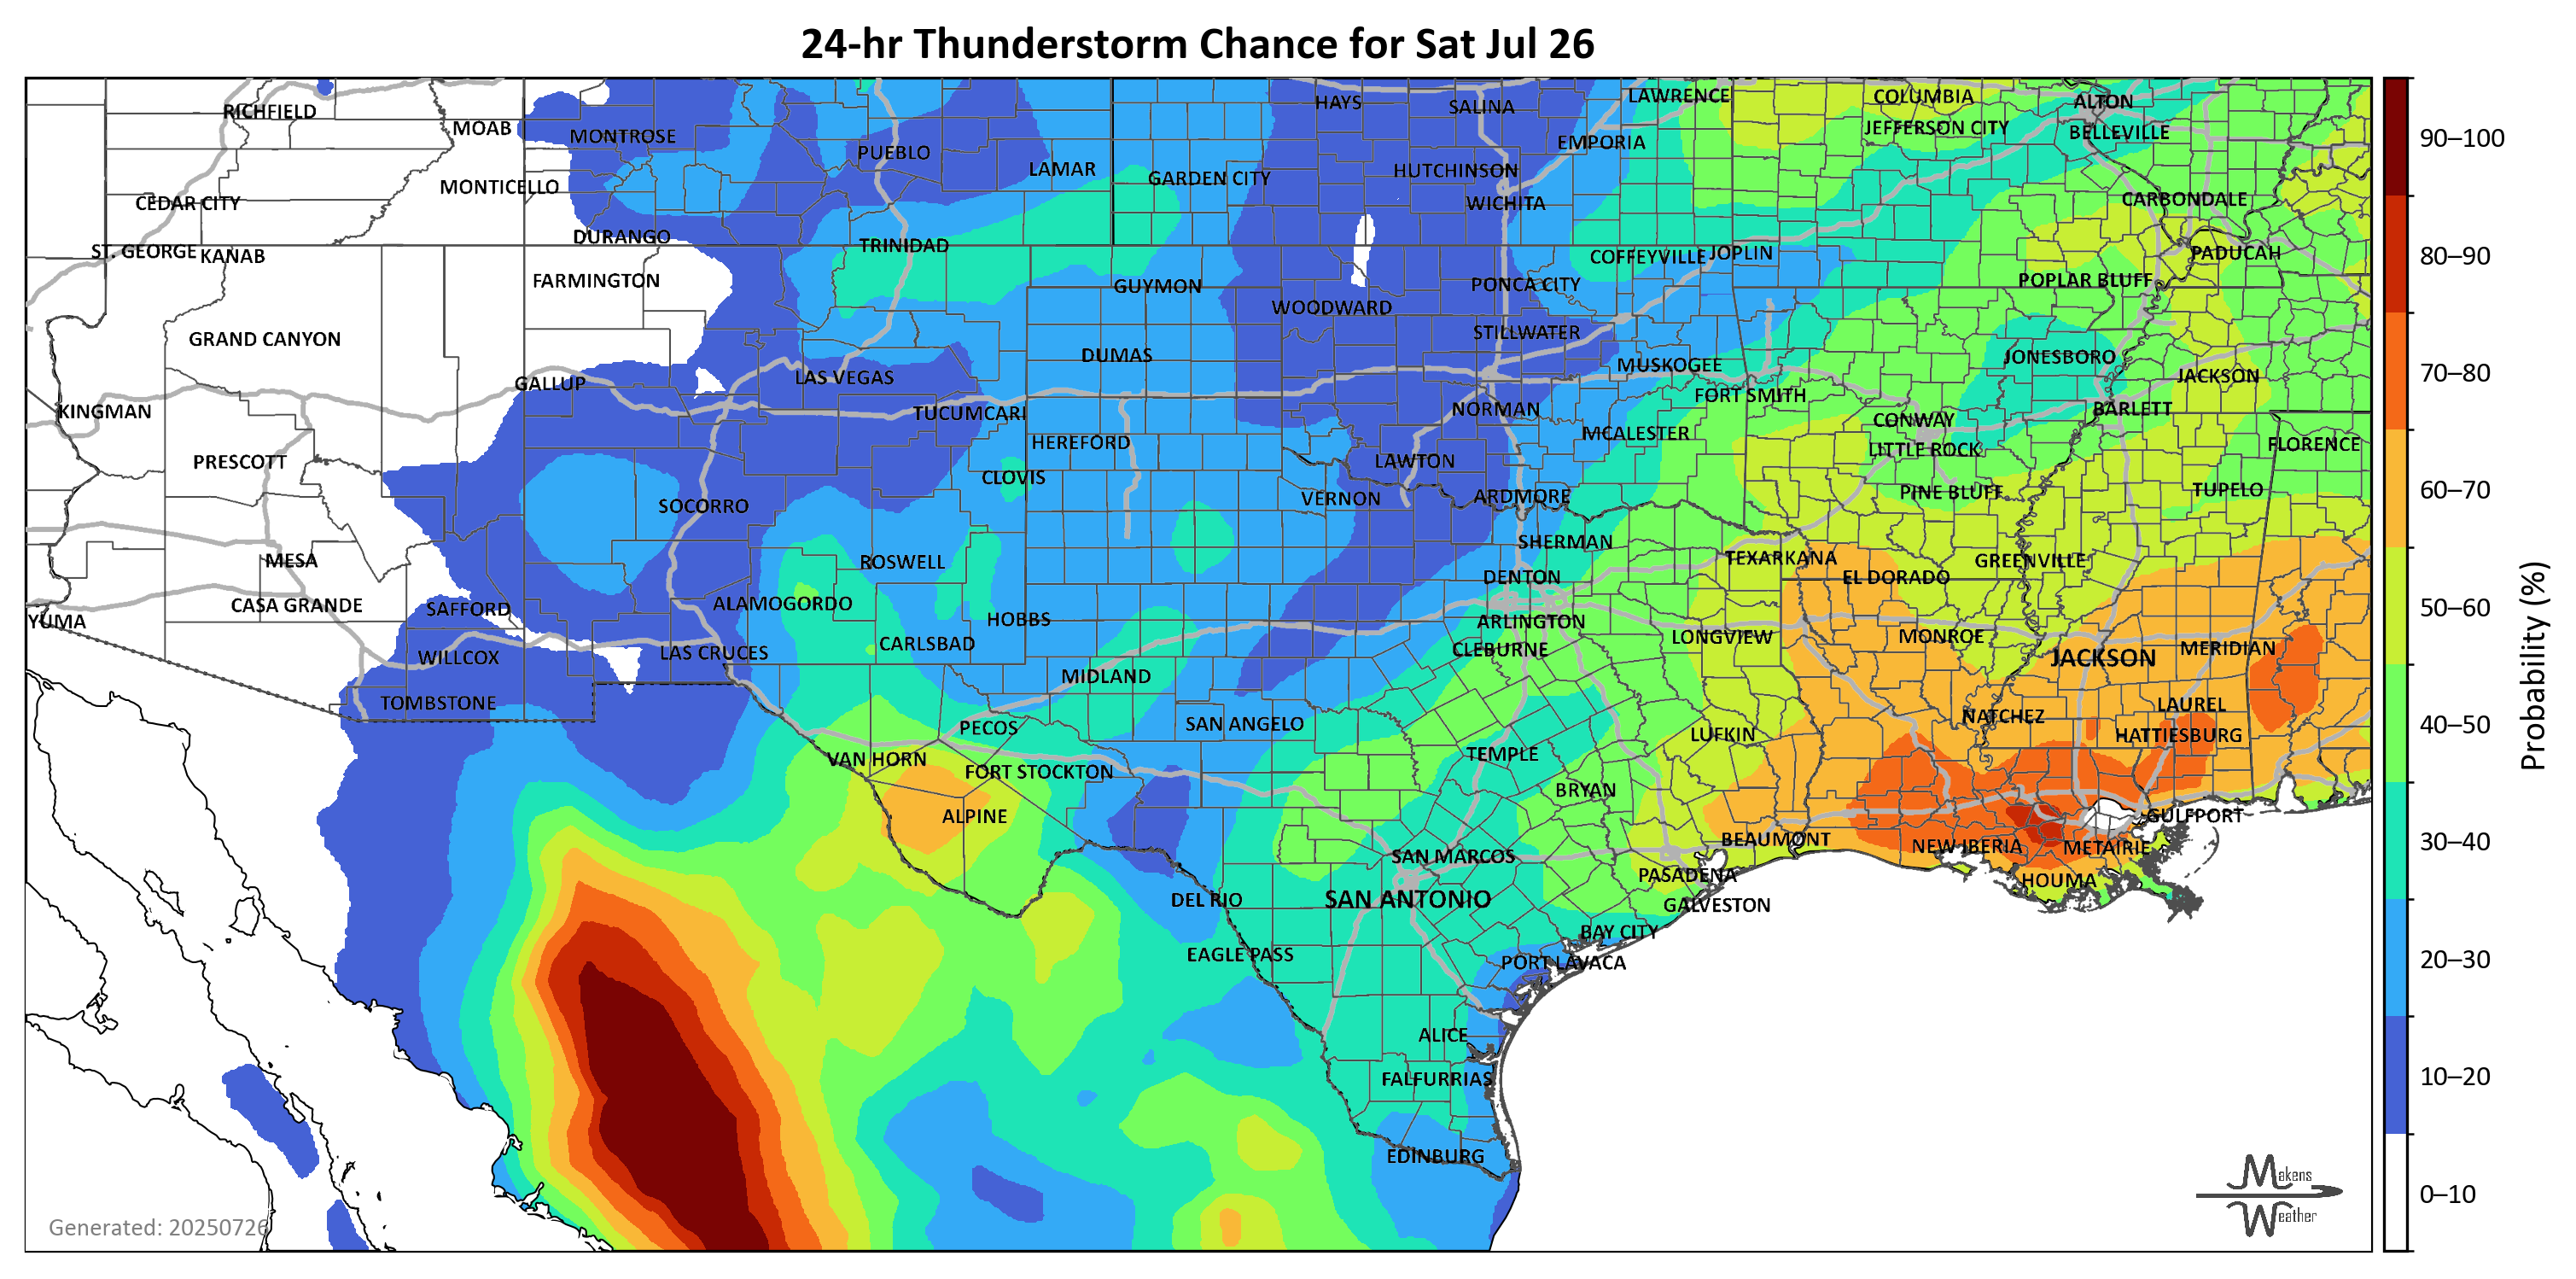 24-hr Thunderstorm Chance for Sat Jul 26
RICHFIELD
MOAB
MONTROSE
PUEBLO
LAMAR
GARDEN CITY
HAYS
SALINA
LAWRENCE
COLUMBIA
ALTON
JEFFERSON CITY
BELLEVILLE
EMPORIA
HUTCHINSON
WICHITA
CEDAR CITY
MONTICELLO
CARBONDALE
DURANGO
TRINIDAD
ST. GEORGE
KANAB
FARMINGTON
GUYMON
COFFEYVILLE
JOPLIN
PADUCAH
POPLAR BLUFF
PONCA CITY
WOODWARD
STILLWATER
GRAND CANYON
DUMAS
MUSKOGEE
JONESBORO
JACKSON
GALLUP
LAS VEGAS
FORT SMITH
KINGMAN
TUCUMCARI
NORMAN
BARLETT
CONWAY
MCALESTER
HEREFORD
LITTLE ROCK
FLORENCE
PRESCOTT
LAWTON
CLOVIS
VERNON
ARDMORE
PINE BLUFF
TUPELO
SOCORRO
SHERMAN
MESA
ROSWELL
TEXARKANA
GREENVILLE
DENTON
EL DORADO
CASA GRANDE
SAFFORD
ALAMOGORDO
HOBBS
ARLINGTON
YUMA
CARLSBAD
CLEBURNE
LONGVIEW
MONROE
MERIDIAN
WILLCOX
LAS CRUCES
JACKSON
MIDLAND
TOMBSTONE
LAUREL
PECOS
SAN ANGELO
NATCHEZ
HATTIESBURG
VAN HORN
FORT STOCKTON
TEMPLE
LUFKIN
BRYAN
ALPINE
GULFPORT
BEAUMONT
NEW IBERIA
METAIRIE
SAN MARCOS
PASADENA
HOUMA
DEL RIO
SAN ANTONIO
GALVESTON
BAY CITY
EAGLE PASS
PORT LAVACA
ALICE
FALFURRIAS
EDINBURG
Generated: 20250726
Makens
Weather
90–100
80–90
70–80
60–70
50–60
40–50
30–40
20–30
10–20
0–10
Probability (%)